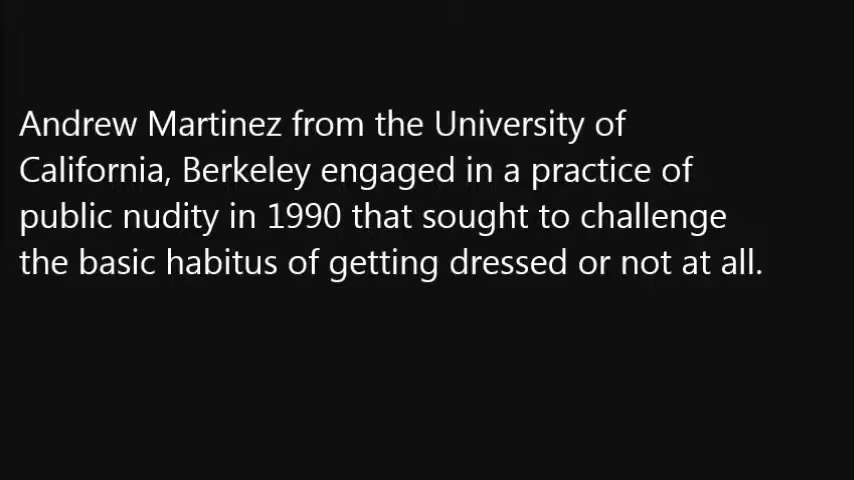 Andrew Martinez from the University of
California, Berkeley engaged in a practice of
public nudity in 1990 that sought to challenge
the basic habitus of getting dressed or not at all.